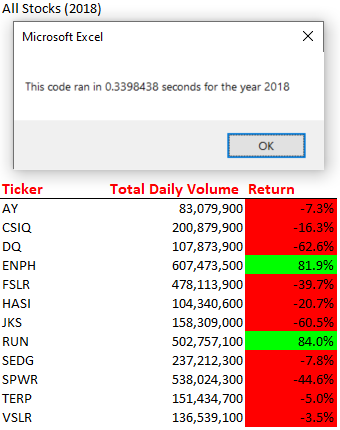 All Stocks (2018)
Microsoft Excel
This code ran in 0.3398438 seconds for the year 2018
OK
Ticker Total Daily Volume Return
AY 83,079,900 -7.3%
CSIQ 200,879,900 -16.3%
DQ 107,873,900 -62.6%
ENPH 607,473,500 81.9%
FSLR 478,113,900 -39.7%
HASI 104,340,600 -20.7%
JKS 158,309,000 -60.5%
RUN 502,757,100 84.0%
SEDG 237,212,300 -7.8%
SPWR 538,024,300 -44.6%
TERP 151,434,700 -5.0%
VSLR 136,539,100 -3.5%